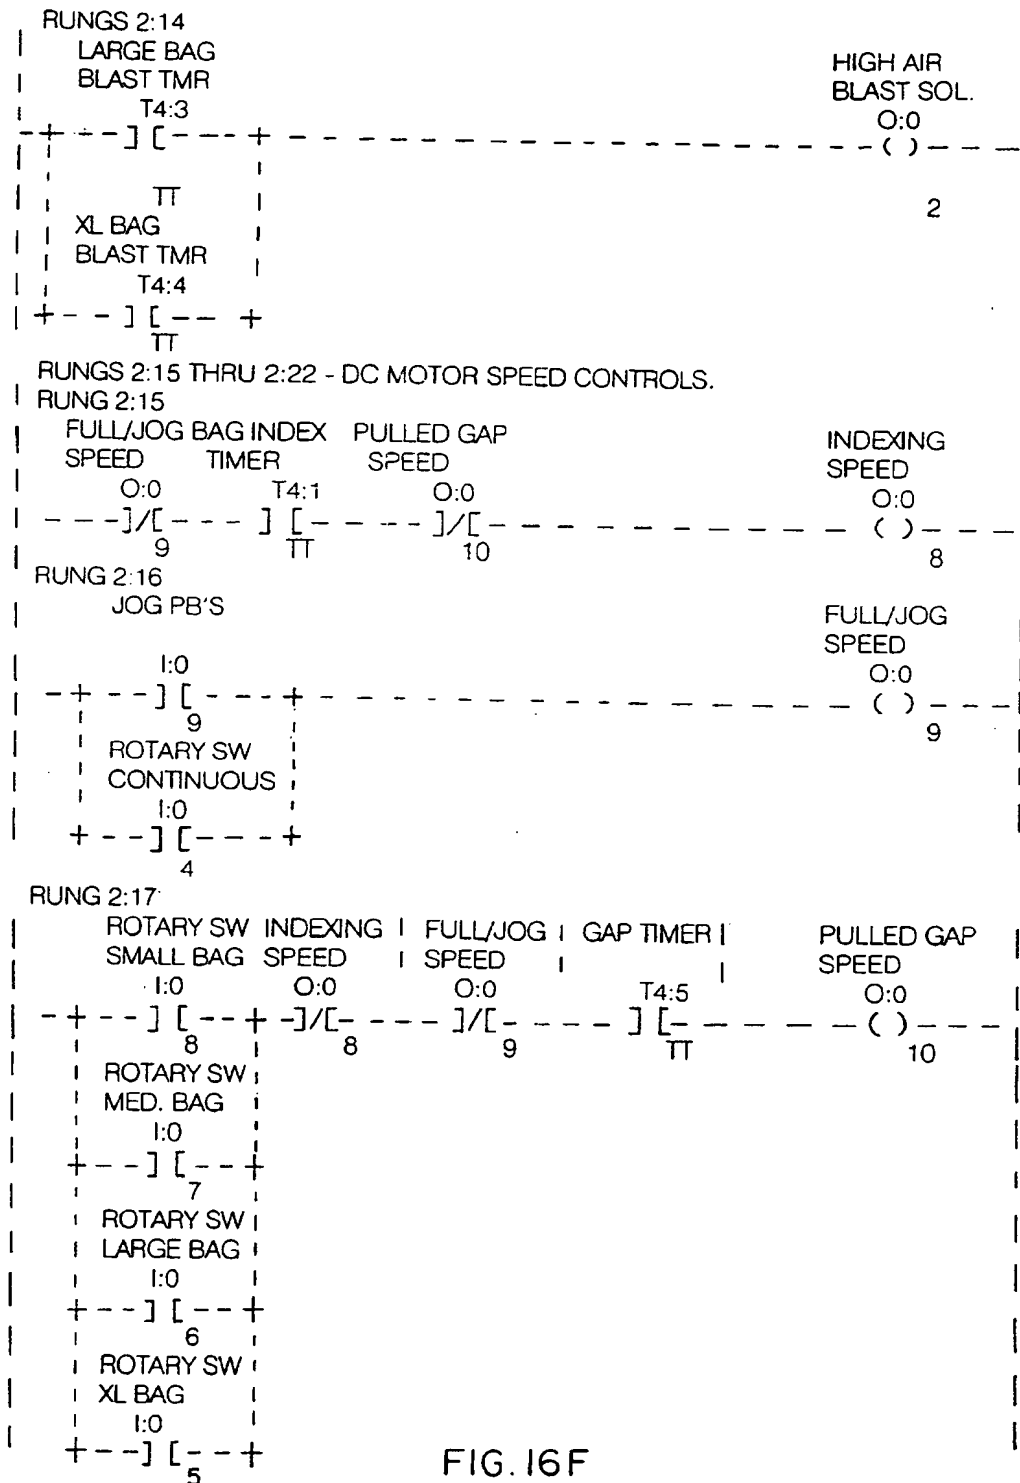 RUNGS 2:14
LARGE BAG
BLAST TMR
T4:3
] [
TT
HIGH AIR
BLAST SOL.
O:0
( )
2
XL BAG
BLAST TMR
T4:4
] [
TT
RUNGS 2:15 THRU 2:22 - DC MOTOR SPEED CONTROLS.
RUNG 2:15
FULL/JOG BAG INDEX PULLED GAP
SPEED TIMER SPEED
O:0 T4:1 O:0
]/[ ] [ ]/[
9 TT 10
INDEXING
SPEED
O:0
( )
8
RUNG 2:16
JOG PB'S
I:0
] [
9
FULL/JOG
SPEED
O:0
( )
9
ROTARY SW
CONTINUOUS
I:0
] [
4
RUNG 2:17
ROTARY SW INDEXING FULL/JOG GAP TIMER PULLED GAP
SMALL BAG SPEED SPEED SPEED
I:0 O:0 O:0 T4:5 O:0
] [ ]/[ ]/[ ] [ ( )
8 8 9 TT 10
ROTARY SW
MED. BAG
I:0
] [
7
ROTARY SW
LARGE BAG
I:0
] [
6
ROTARY SW
XL BAG
I:0
] [
5
FIG. 16F